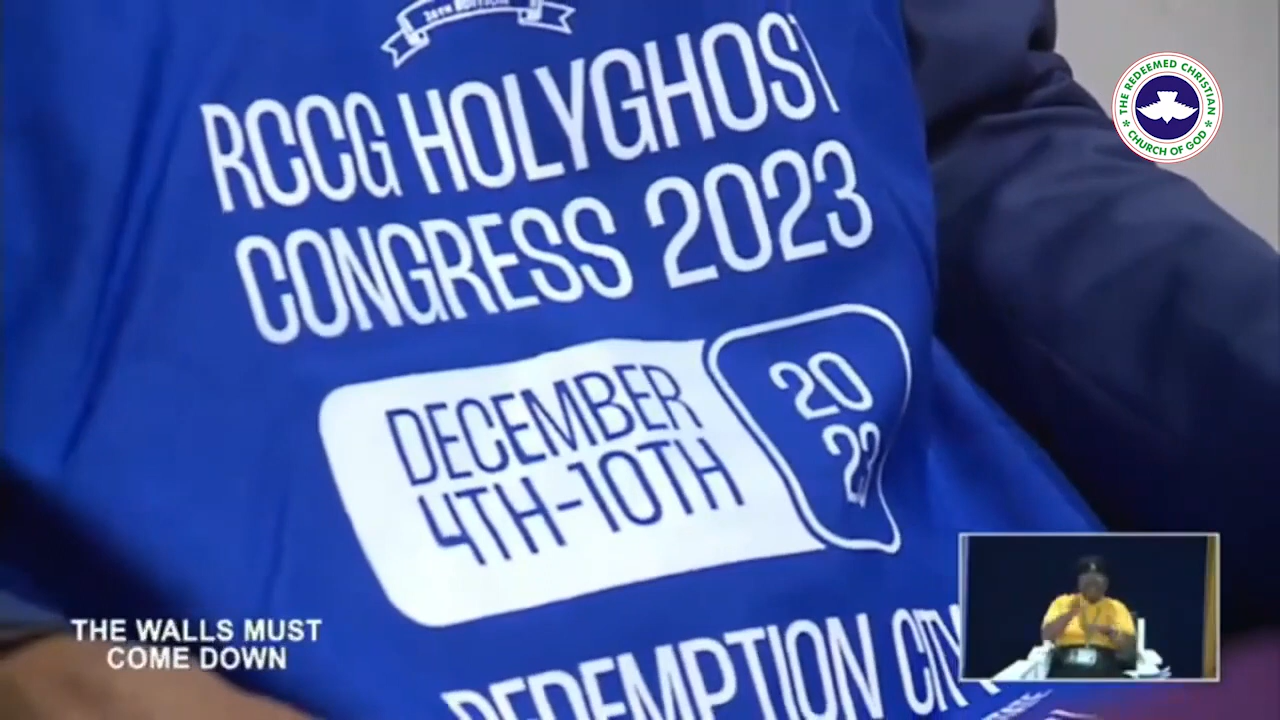 RCCG HOLYGHOST
CONGRESS 2023
DECEMBER
4TH-10TH
20
23
REDEMPTION CITY
THE REDEEMED CHRISTIAN
CHURCH OF GOD
THE WALLS MUST
COME DOWN